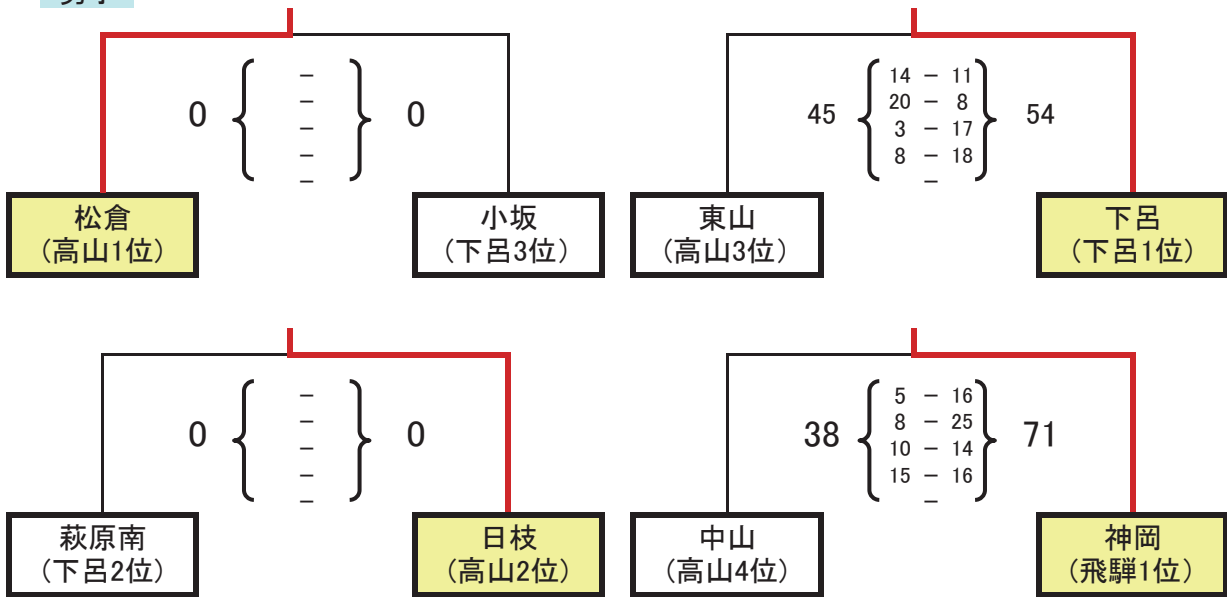 0 { - } 0
-
-
-
-
松倉
(高山1位)
小坂
(下呂3位)
45 { 14 - 11 } 54
20 - 8
3 - 17
8 - 18
-
東山
(高山3位)
下呂
(下呂1位)
0 { - } 0
-
-
-
-
萩原南
(下呂2位)
日枝
(高山2位)
38 { 5 - 16 } 71
8 - 25
10 - 14
15 - 16
-
中山
(高山4位)
神岡
(飛騨1位)